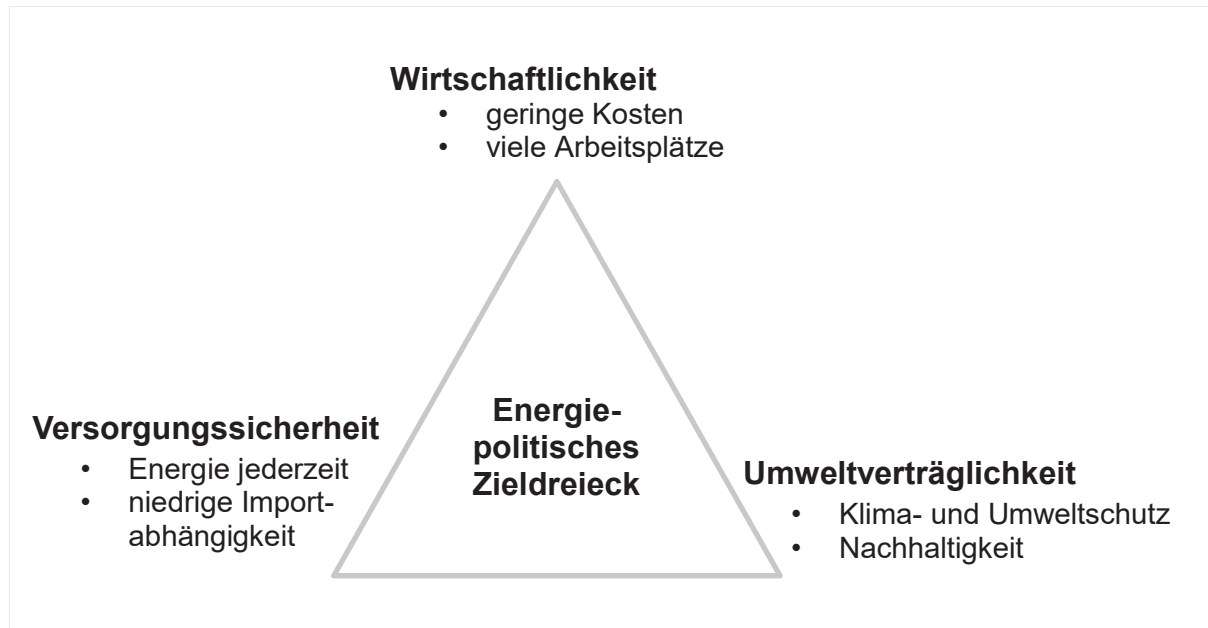 Wirtschaftlichkeit
• geringe Kosten
• viele Arbeitsplätze
Versorgungssicherheit
• Energie jederzeit
• niedrige Import-
abhängigkeit
Energie-
politisches
Zieldreieck
Umweltverträglichkeit
• Klima- und Umweltschutz
• Nachhaltigkeit